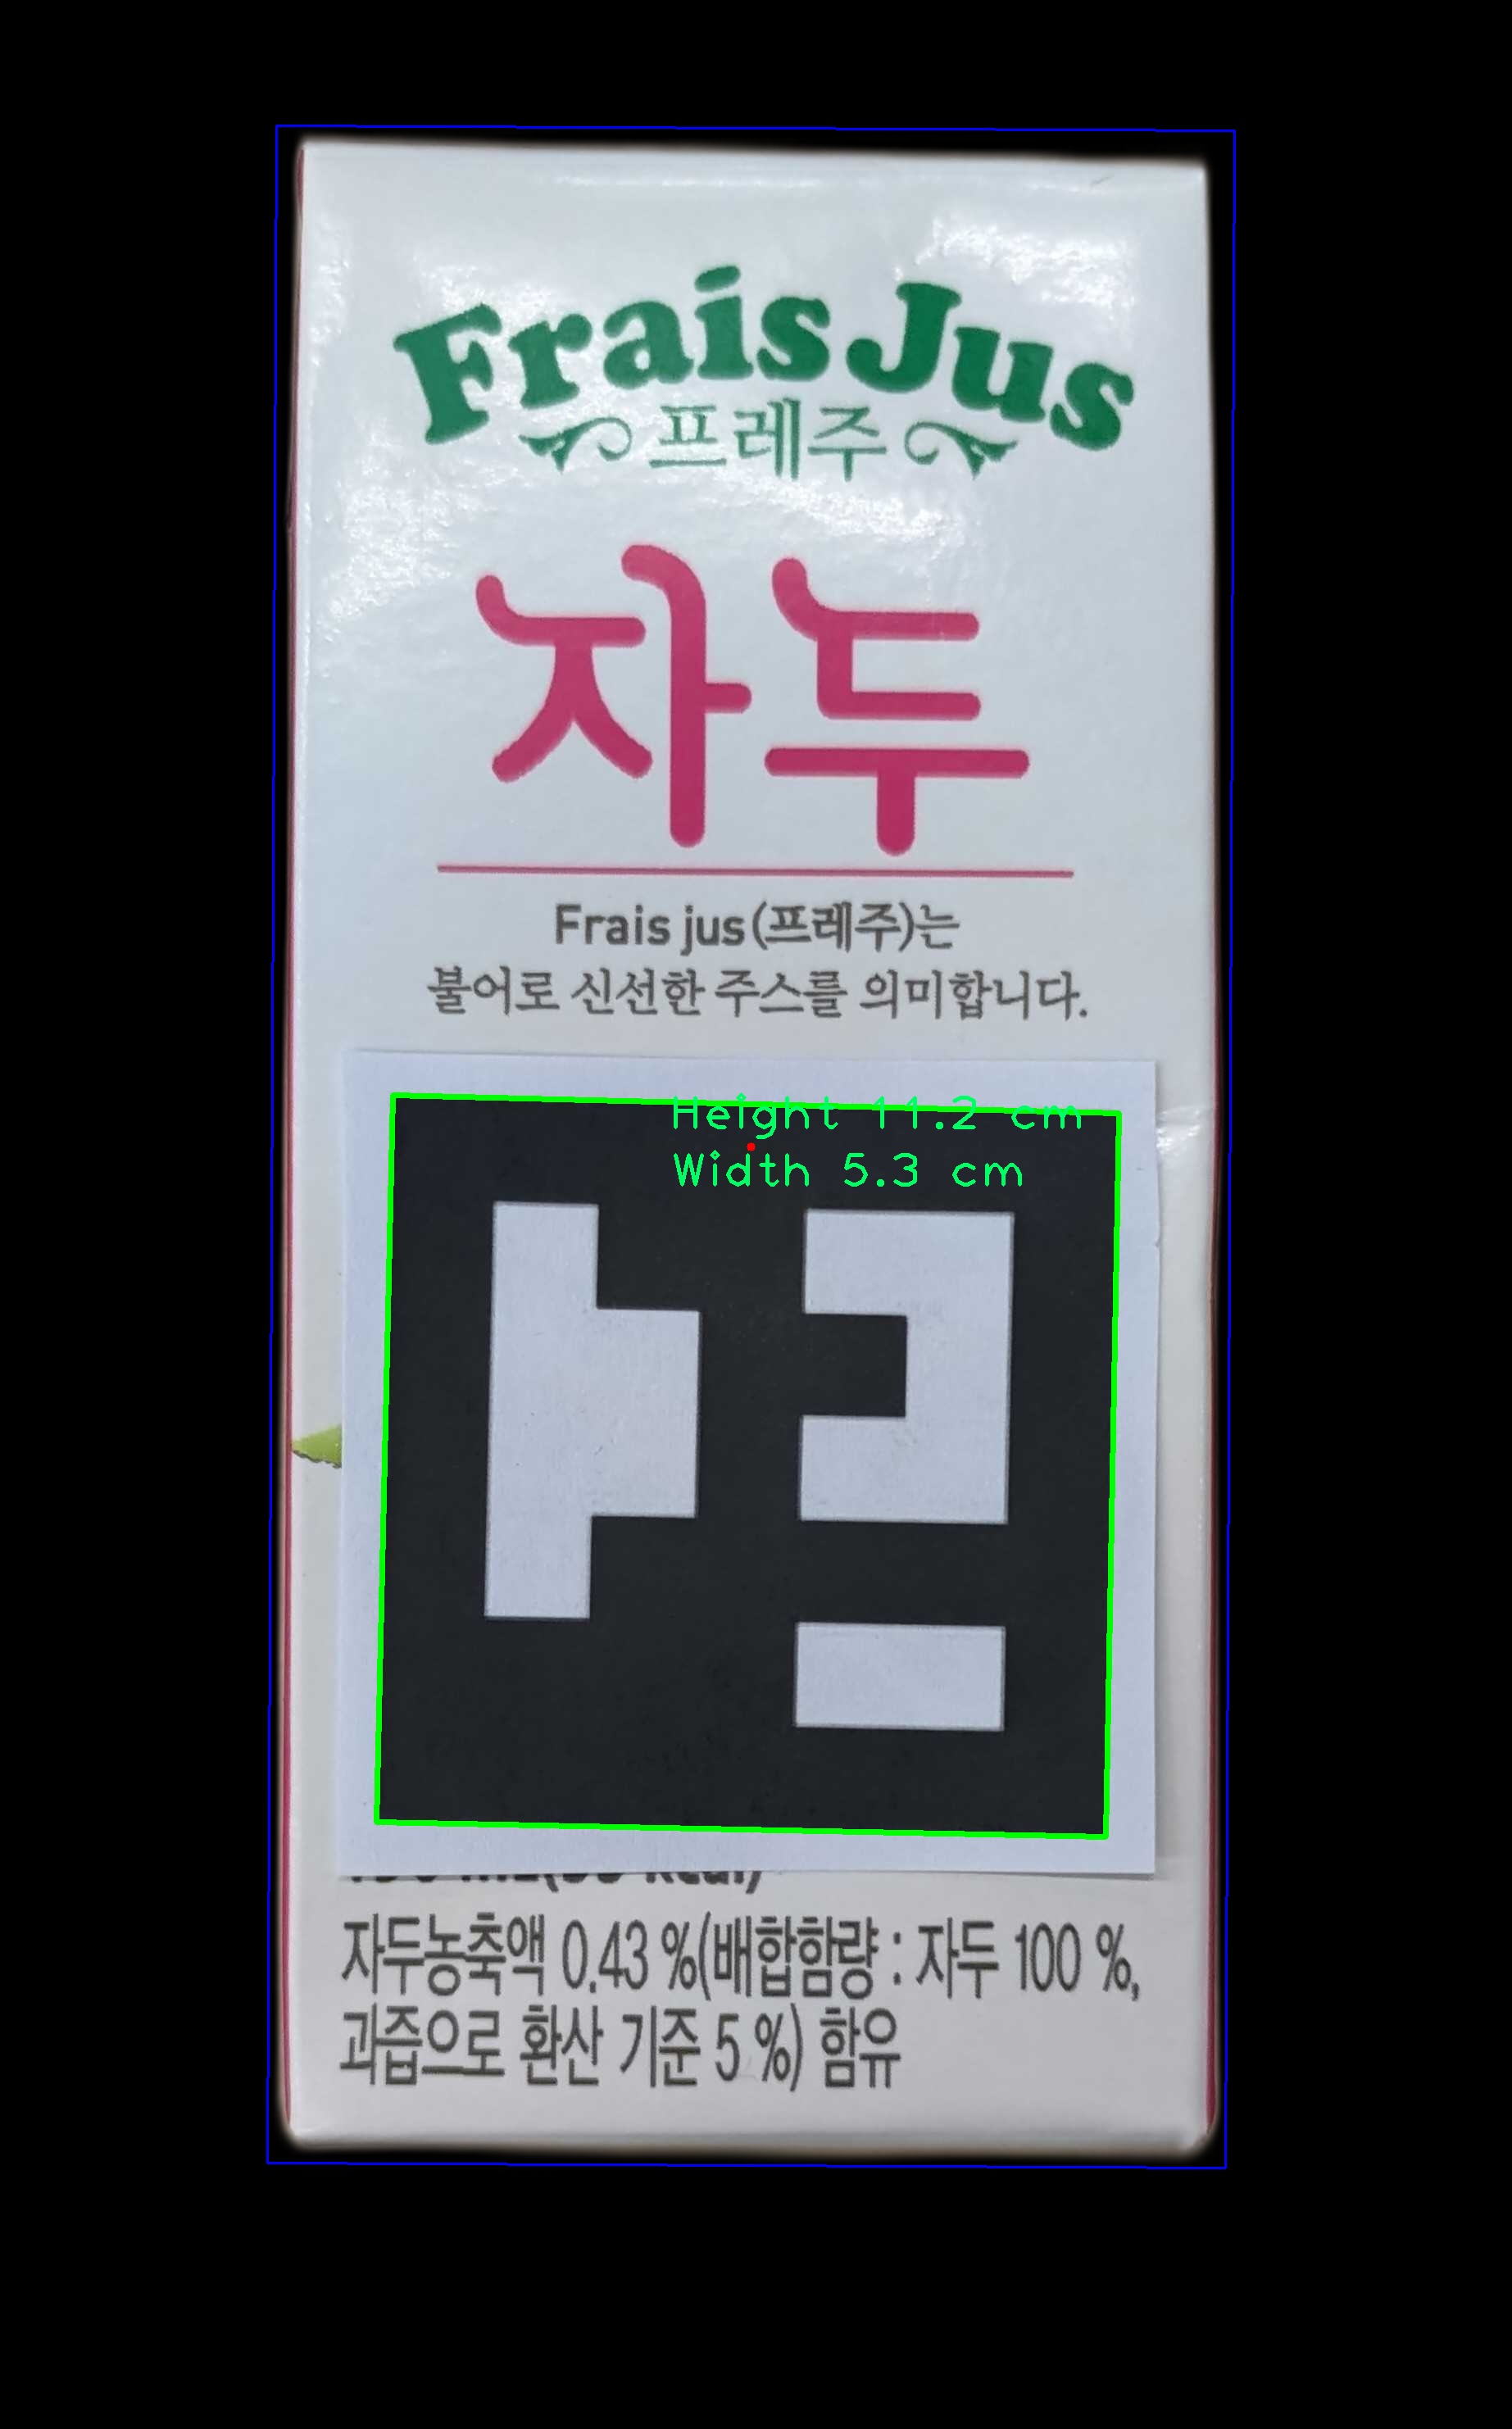 Frais Jus
프레주
자두
Frais jus(프레주)는
불어로 신선한 주스를 의미합니다.
Height 11.2 cm
Width 5.3 cm
자두농축액 0.43 %(배합함량 : 자두 100 %,
과즙으로 환산 기준 5 %) 함유